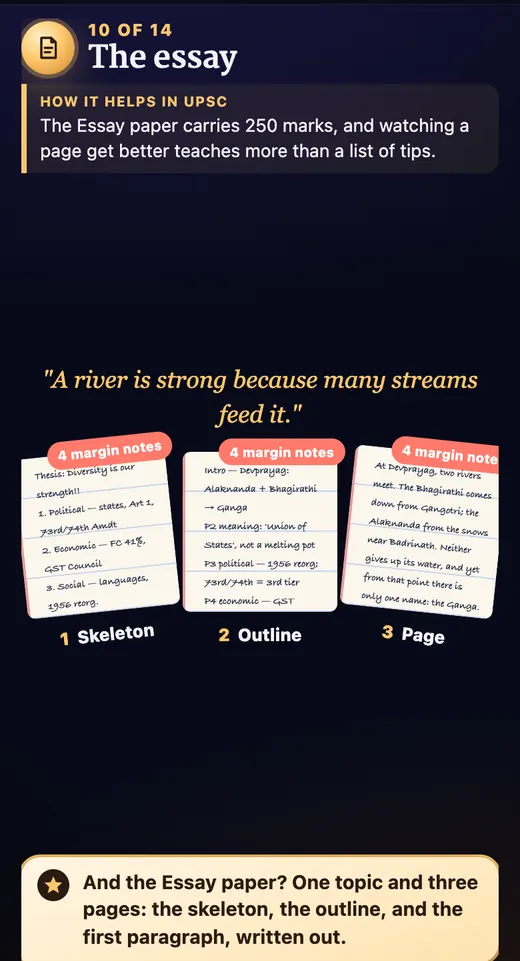 10 OF 14
The essay
HOW IT HELPS IN UPSC
The Essay paper carries 250 marks, and watching a
page get better teaches more than a list of tips.
"A river is strong because many streams
feed it."
4 margin notes
Thesis: Diversity is our
strength!!
1. Political — states, Art 1,
73rd/74th Amdt
2. Economic — FC 41%,
GST Council
3. Social — languages,
1956 reorg.
1 Skeleton
4 margin notes
Intro — Devprayag:
Alaknanda + Bhagirathi
→ Ganga
P2 meaning: 'Union of
States', not a melting pot
P3 political — 1956 reorg;
73rd/74th = 3rd tier
P4 economic — GST
2 Outline
4 margin note
At Devprayag, two rivers
meet. The Bhagirathi comes
down from Gangotri; the
Alaknanda from the snows
near Badrinath. Neither
gives up its water, and yet
from that point there is
only one name: the Ganga.
3 Page
And the Essay paper? One topic and three
pages: the skeleton, the outline, and the
first paragraph, written out.